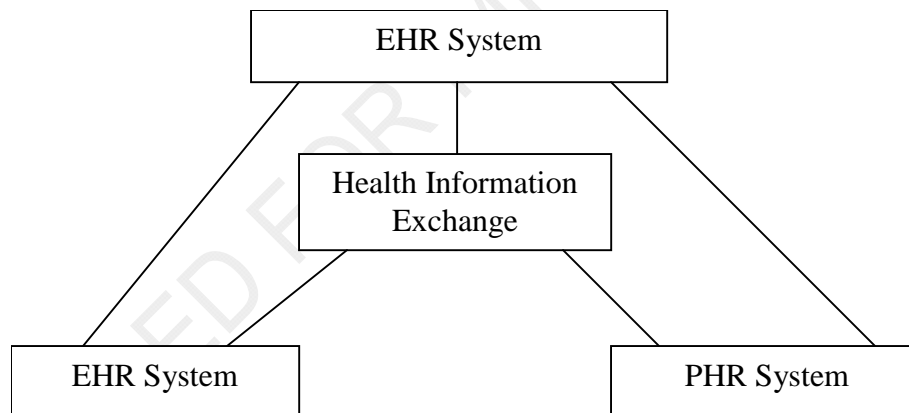 EHR System
Health Information
Exchange
EHR System
PHR System